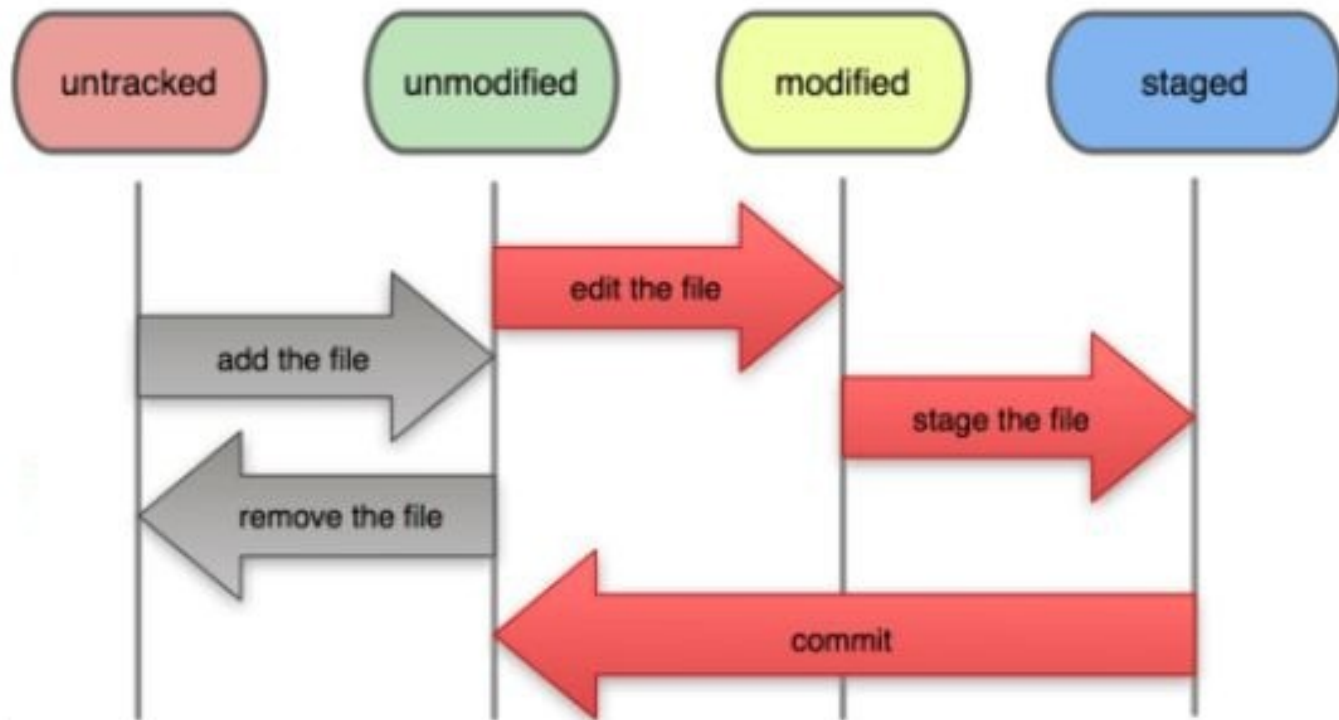 untracked
unmodified
modified
staged
edit the file
add the file
stage the file
remove the file
commit